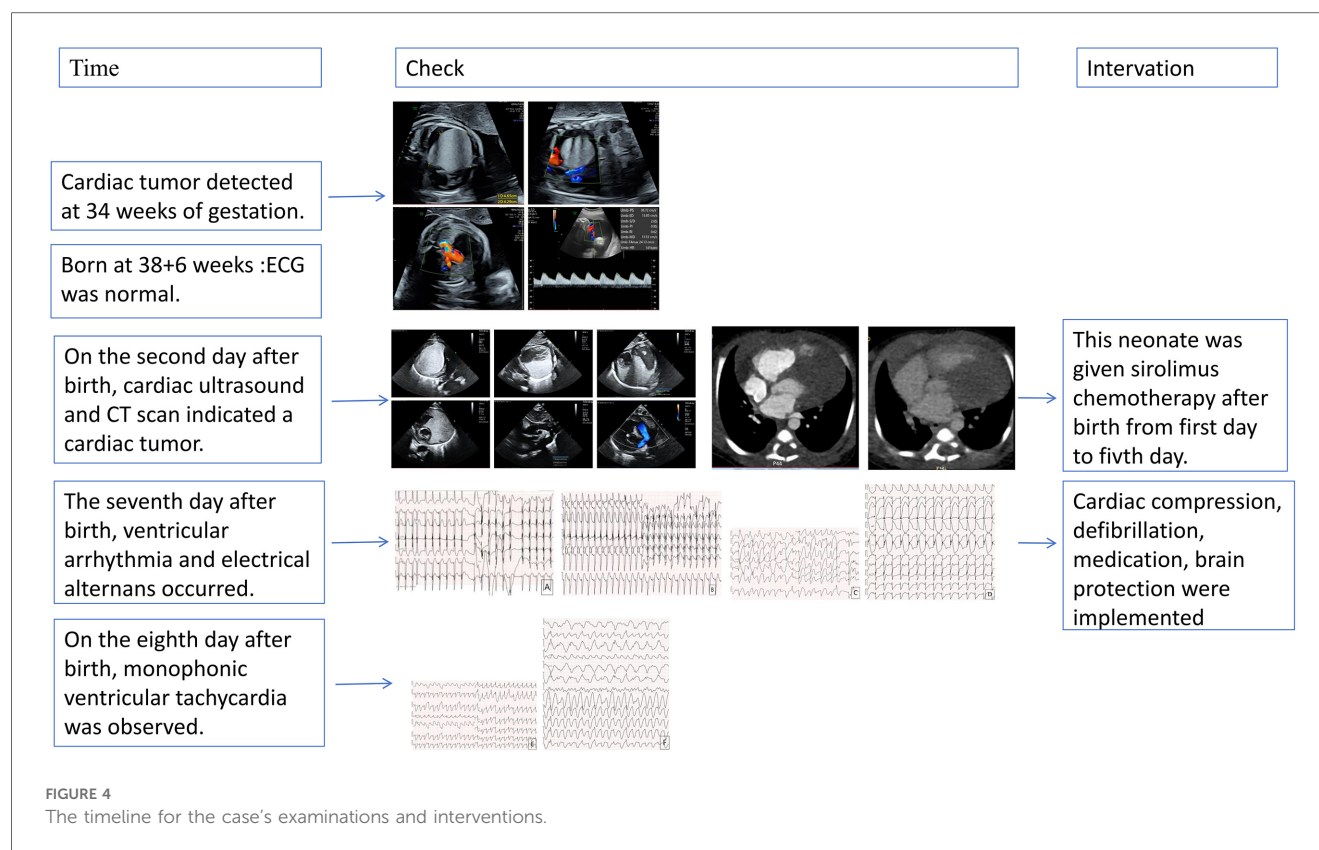 Time
Check
Intervation
Cardiac tumor detected
at 34 weeks of gestation.
Born at 38+6 weeks :ECG
was normal.
On the second day after
birth, cardiac ultrasound
and CT scan indicated a
cardiac tumor.
This neonate was
given sirolimus
chemotherapy after
birth from first day
to fivth day.
The seventh day after
birth, ventricular
arrhythmia and electrical
alternans occurred.
A
B
C
D
Cardiac compression,
defibrillation,
medication, brain
protection were
implemented
On the eighth day after
birth, monophonic
ventricular tachycardia
was observed.
E
F
FIGURE 4
The timeline for the case's examinations and interventions.